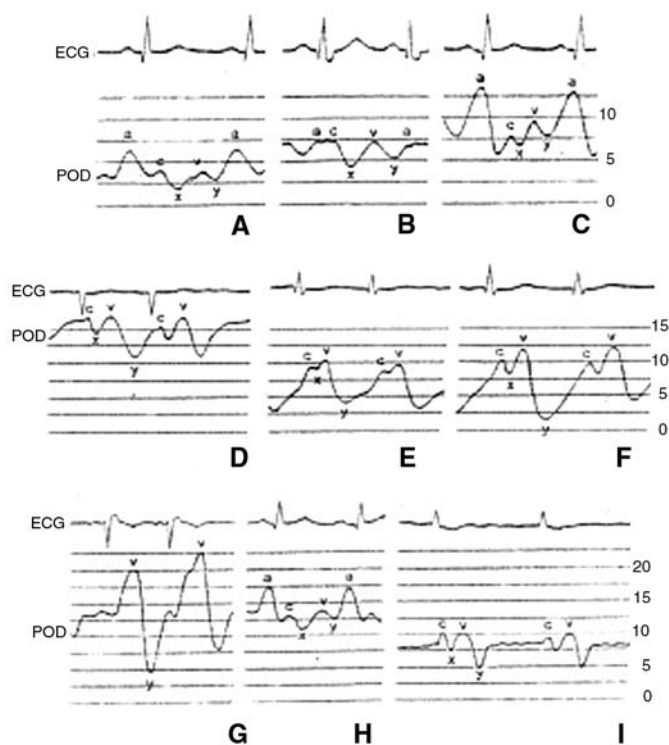 ECG
a c v a a c v a a c v a 10
POD x y x y x y 5
0
A B C
ECG
POD c v c v c v c v c v c v 15
x x x 10
y y y 5
0
D E F
ECG
v v
a c v a 20
15
POD x y c v c v 10
y x y 5
0
G H I